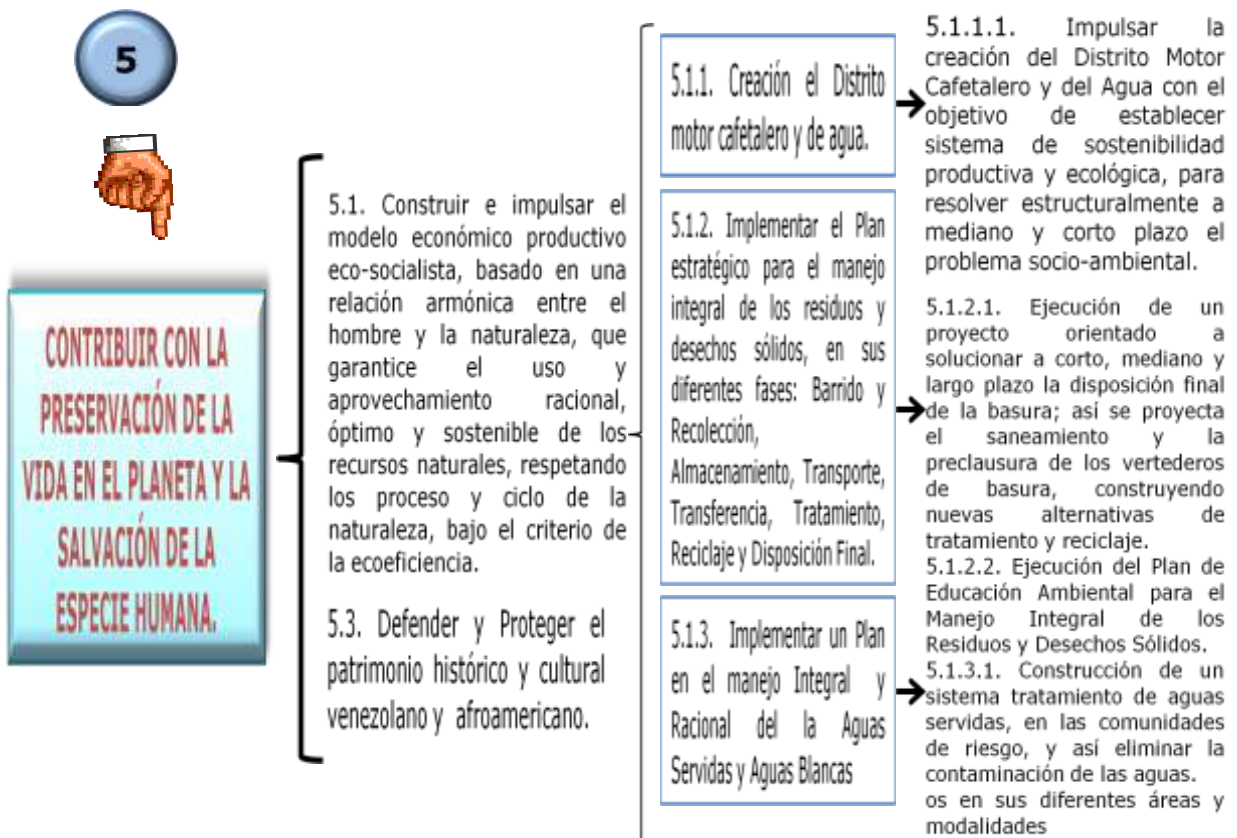 5
CONTRIBUIR CON LA
PRESERVACIÓN DE LA
VIDA EN EL PLANETA Y LA
SALVACIÓN DE LA
ESPECIE HUMANA.
5.1. Construir e impulsar el
modelo económico productivo
eco-socialista, basado en una
relación armónica entre el
hombre y la naturaleza, que
garantice el uso y
aprovechamiento racional,
óptimo y sostenible de los
recursos naturales, respetando
los proceso y ciclo de la
naturaleza, bajo el criterio de
la ecoeficiencia.
5.3. Defender y Proteger el
patrimonio histórico y cultural
venezolano y afroamericano.
5.1.1. Creación el Distrito
motor cafetalero y de agua.
5.1.2. Implementar el Plan
estratégico para el manejo
integral de los residuos y
desechos sólidos, en sus
diferentes fases: Barrido y
Recolección,
Almacenamiento, Transporte,
Transferencia, Tratamiento,
Reciclaje y Disposición Final.
5.1.3. Implementar un Plan
en el manejo Integral y
Racional del la Aguas
Servidas y Aguas Blancas
5.1.1.1. Impulsar la
creación del Distrito Motor
Cafetalero y del Agua con el
objetivo de establecer
sistema de sostenibilidad
productiva y ecológica, para
resolver estructuralmente a
mediano y corto plazo el
problema socio-ambiental.
5.1.2.1. Ejecución de un
proyecto orientado a
solucionar a corto, mediano y
largo plazo la disposición final
de la basura; así se proyecta
el saneamiento y la
preclausura de los vertederos
de basura, construyendo
nuevas alternativas de
tratamiento y reciclaje.
5.1.2.2. Ejecución del Plan de
Educación Ambiental para el
Manejo Integral de los
Residuos y Desechos Sólidos.
5.1.3.1. Construcción de un
sistema tratamiento de aguas
servidas, en las comunidades
de riesgo, y así eliminar la
contaminación de las aguas.
os en sus diferentes áreas y
modalidades